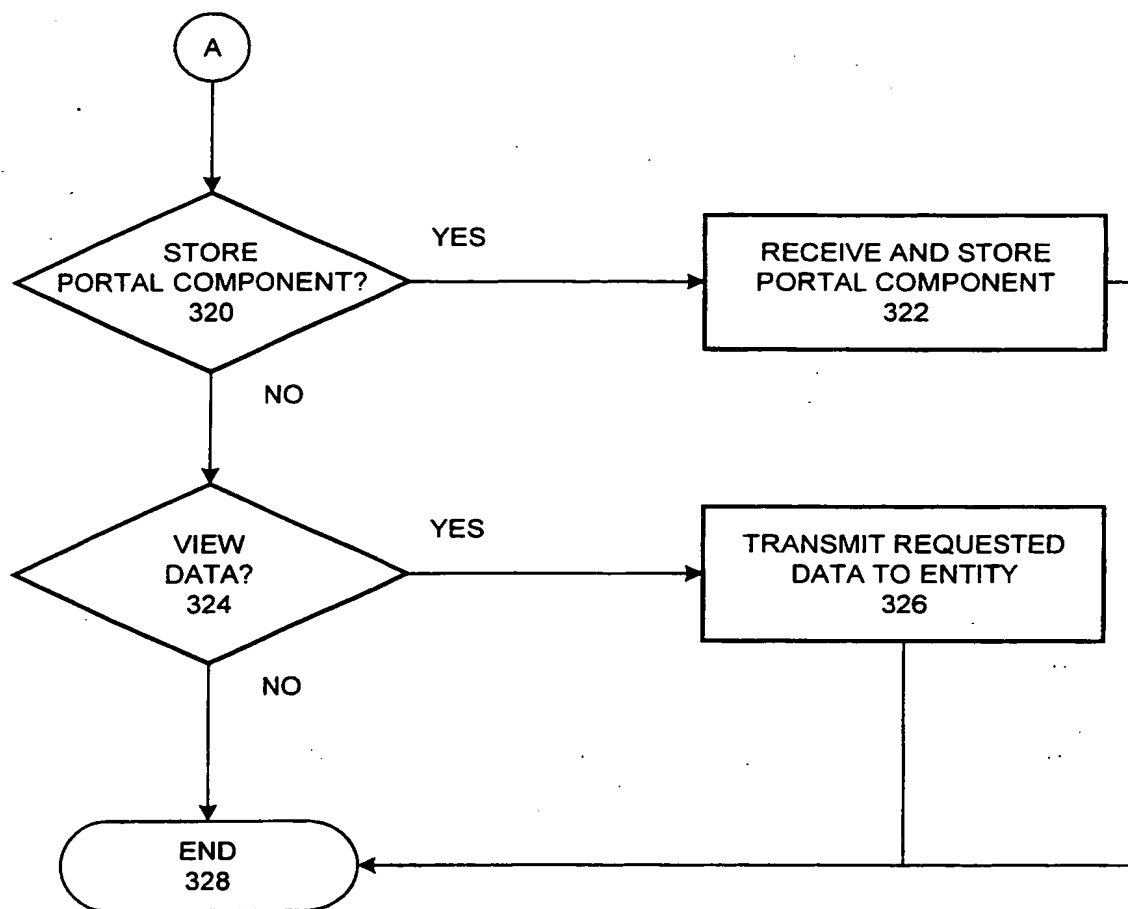 A
STORE
PORTAL COMPONENT?
320
YES
RECEIVE AND STORE
PORTAL COMPONENT
322
NO
VIEW
DATA?
324
YES
TRANSMIT REQUESTED
DATA TO ENTITY
326
NO
END
328